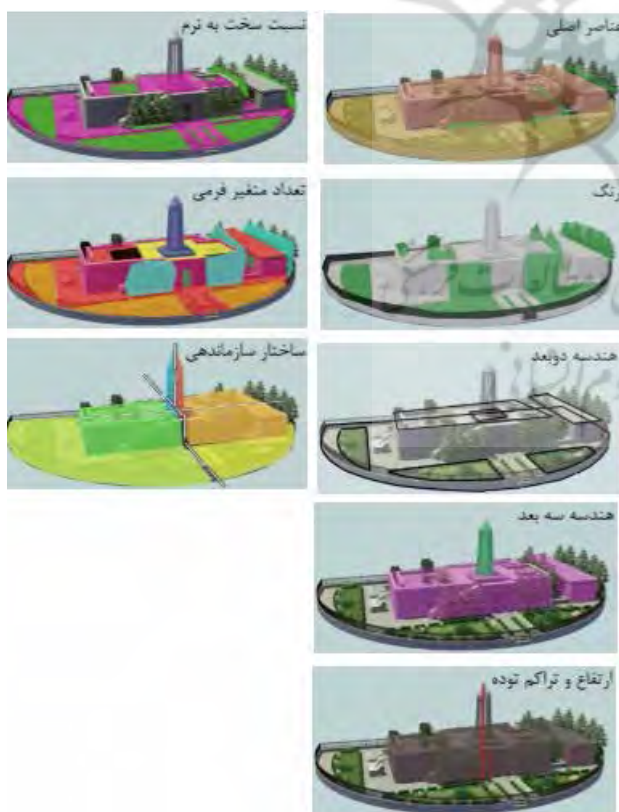 عناصر اصلی
نسبت سخت به نرم
رنگ
تعداد متغیر فرمی
هندسه دوبعد
ساختار سازماندهی
هندسه سه بعد
ارتفاع و تراکم توده